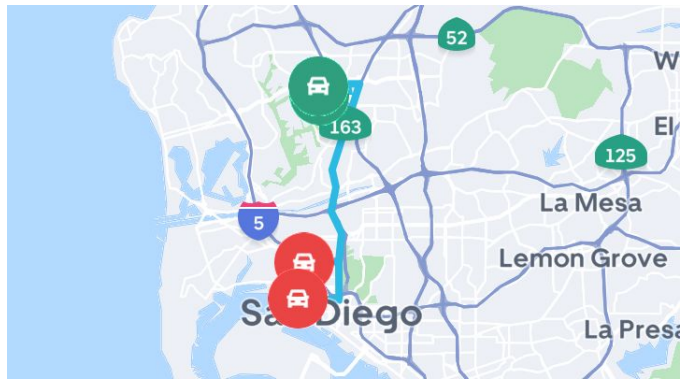 52
W
163
El
125
5
La Mesa
Lemon Grove
San Diego
La Presa